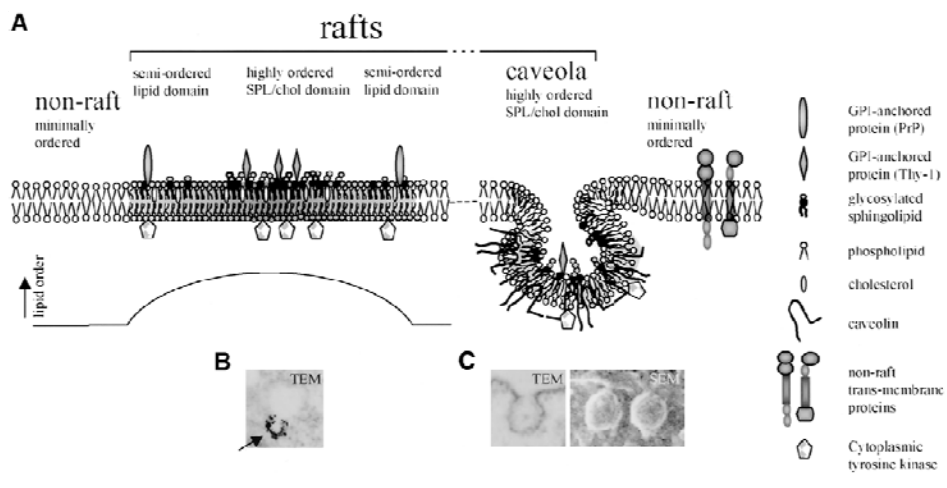 A
rafts
semi-ordered
lipid domain
highly ordered
SPL/chol domain
semi-ordered
lipid domain
non-raft
minimally
ordered
caveola
highly ordered
SPL/chol domain
non-raft
minimally
ordered
lipid order
GPI-anchored
protein (PrP)
GPI-anchored
protein (Thy-1)
glycosylated
sphingolipid
phospholipid
cholesterol
caveolin
non-raft
trans-membrane
proteins
Cytoplasmic
tyrosine kinase
B
TEM
C
TEM
SEM